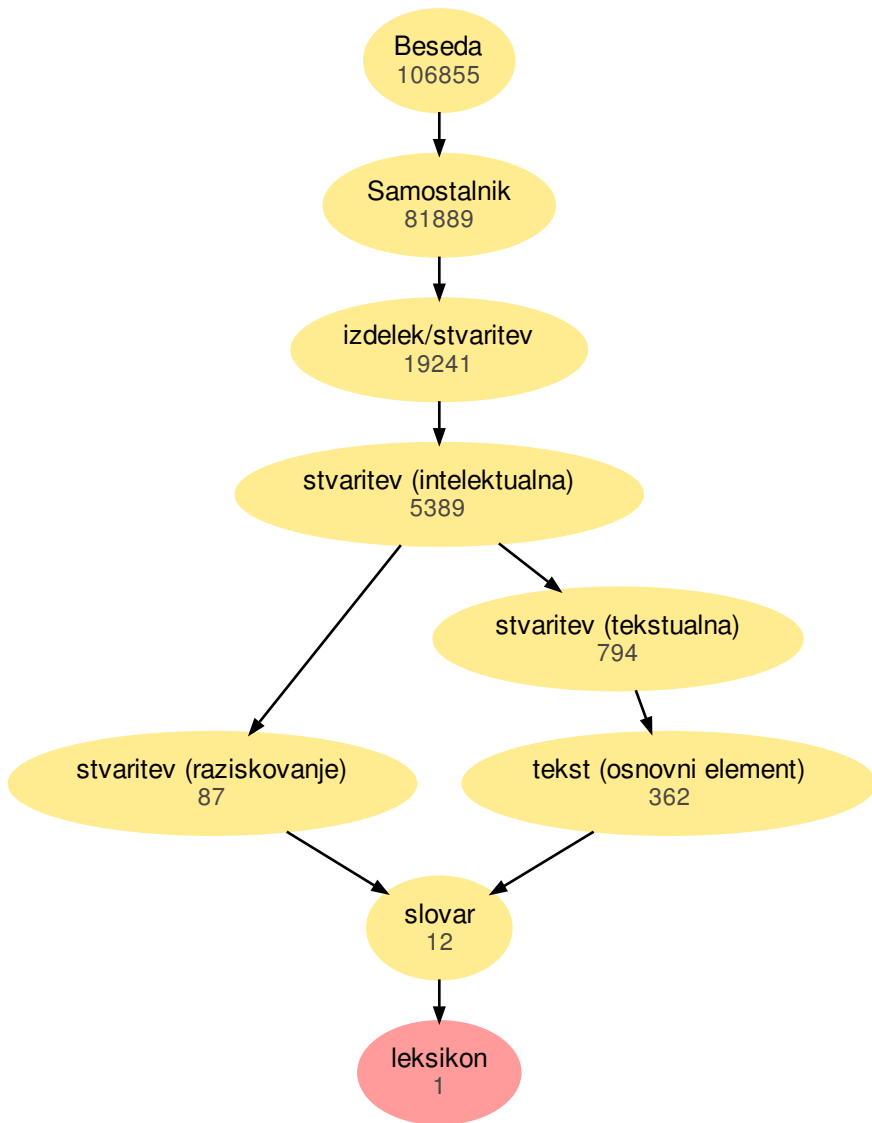 Beseda
106855
Samostalnik
81889
izdelek/stvaritev
19241
stvaritev (intelektualna)
5389
stvaritev (tekstualna)
794
stvaritev (raziskovanje)
87
tekst (osnovni element)
362
slovar
12
leksikon
1